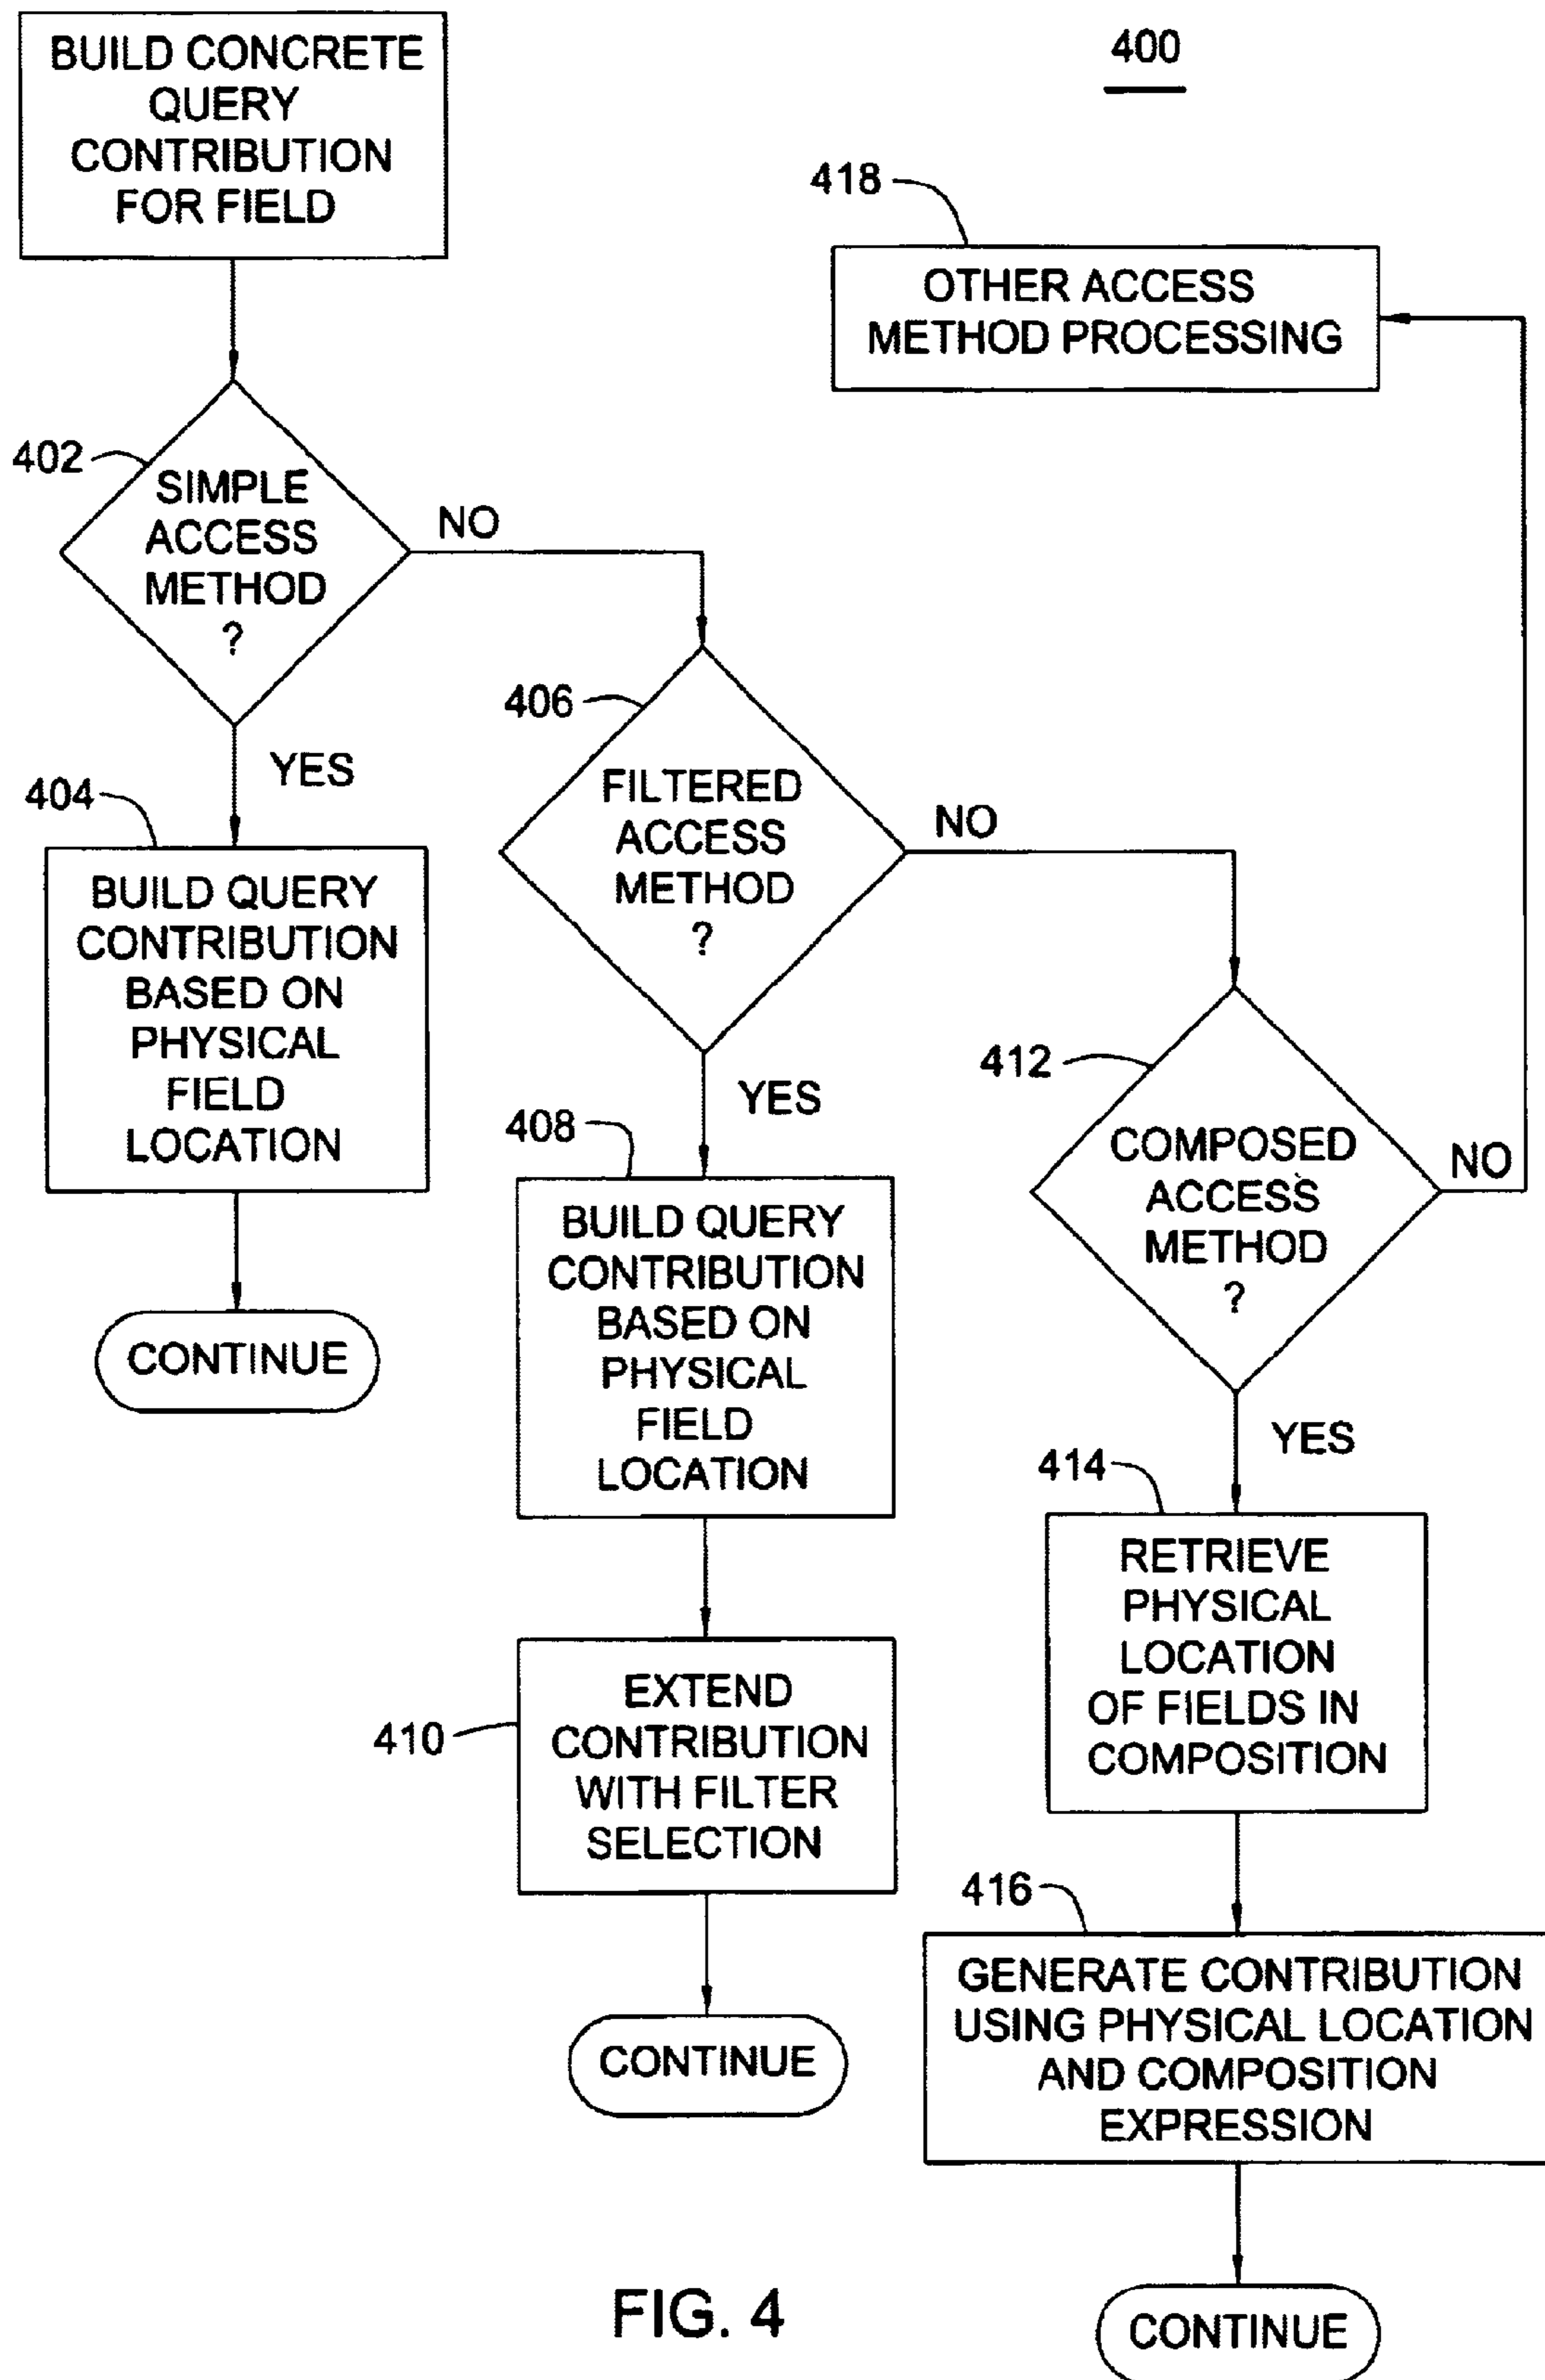 BUILD CONCRETE
QUERY
CONTRIBUTION
FOR FIELD
400
418
OTHER ACCESS
METHOD PROCESSING
402
SIMPLE
ACCESS
METHOD
?
NO
YES
404
BUILD QUERY
CONTRIBUTION
BASED ON
PHYSICAL
FIELD
LOCATION
CONTINUE
406
FILTERED
ACCESS
METHOD
?
NO
YES
408
BUILD QUERY
CONTRIBUTION
BASED ON
PHYSICAL
FIELD
LOCATION
410
EXTEND
CONTRIBUTION
WITH FILTER
SELECTION
CONTINUE
412
COMPOSED
ACCESS
METHOD
?
NO
YES
414
RETRIEVE
PHYSICAL
LOCATION
OF FIELDS IN
COMPOSITION
416
GENERATE CONTRIBUTION
USING PHYSICAL LOCATION
AND COMPOSITION
EXPRESSION
CONTINUE
FIG. 4